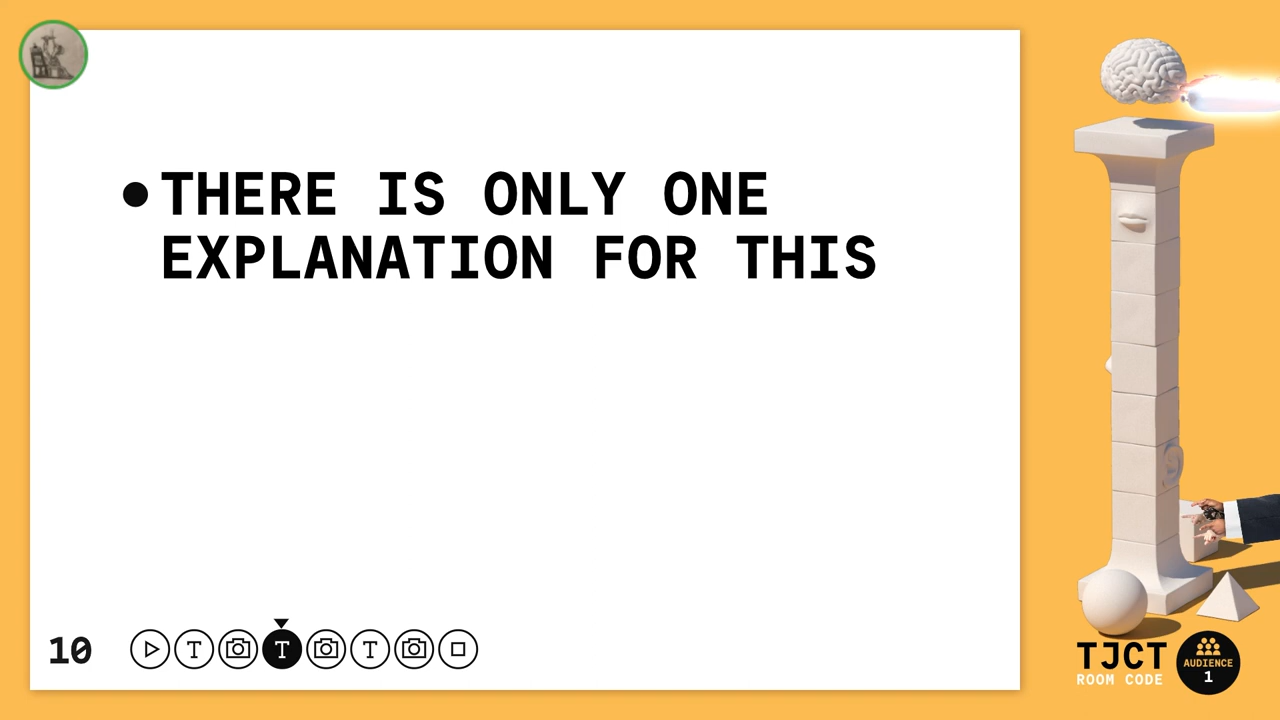 THERE IS ONLY ONE
EXPLANATION FOR THIS
10
T
T
T
TJCT
ROOM CODE
AUDIENCE
1